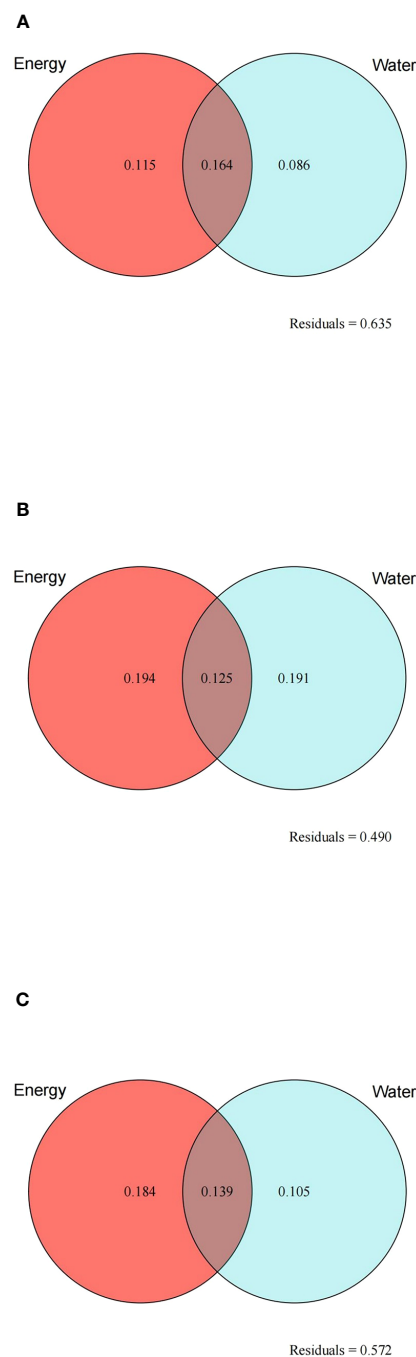 A
Energy Water
0.115 0.164 0.086
Residuals = 0.635
B
Energy Water
0.194 0.125 0.191
Residuals = 0.490
C
Energy Water
0.184 0.139 0.105
Residuals = 0.572